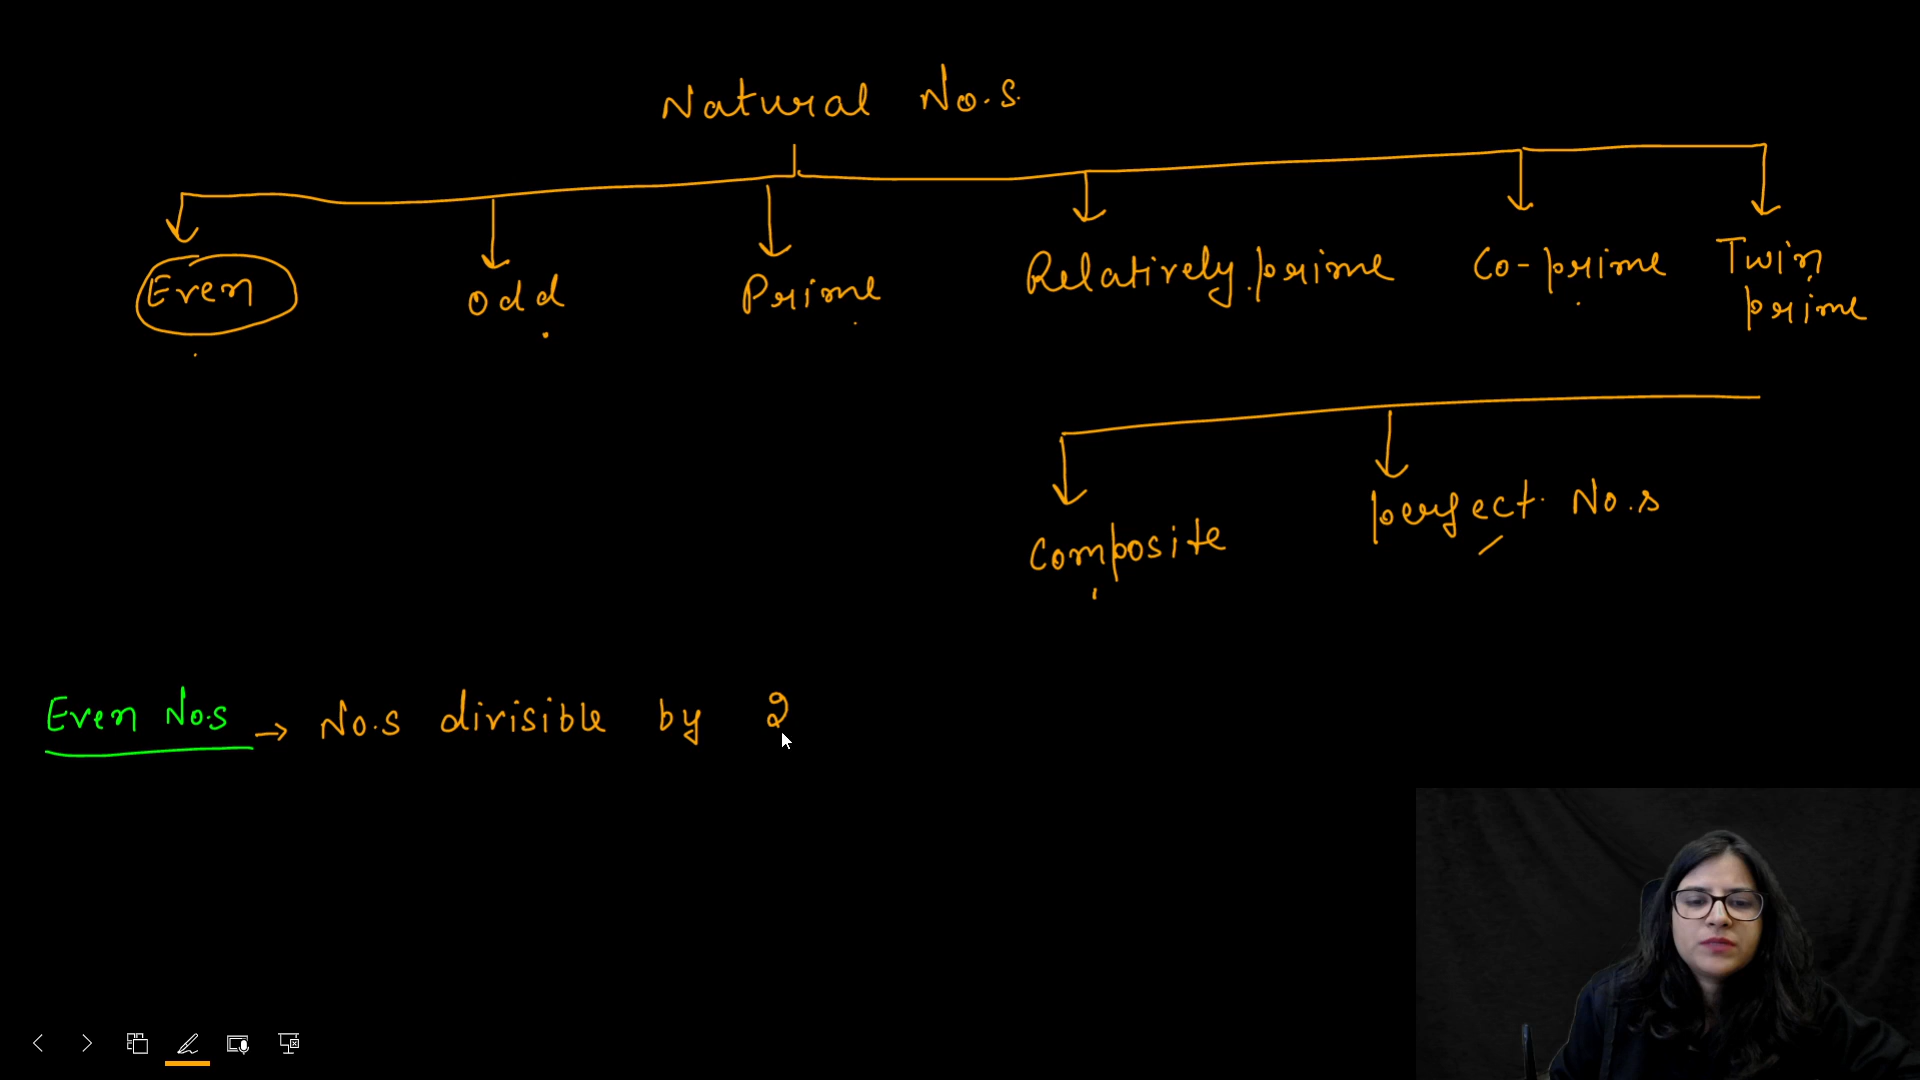 Natural No.s.
Even
odd
Prime
Relatively prime
Co-prime
Twin
prime
Composite
perfect No.s
Even No.s → No.s divisible by 2